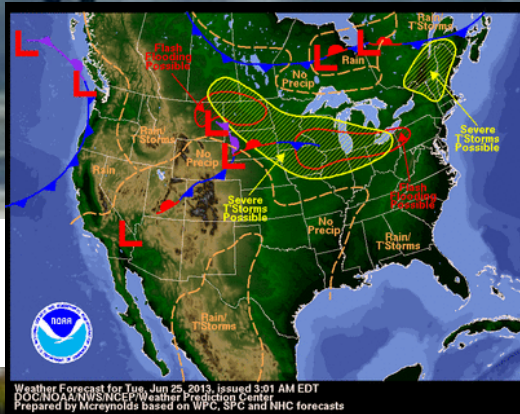 Rain/
T'Storms
Flash
Flooding
Possible
Rain
No
Precip
Severe
T'Storms
Possible
Rain/
T'Storms
No
Precip
Rain
Severe
T'Storms
Possible
Flash
Flooding
Possible
No
Precip
Rain/
T'Storms
Rain/
T'Storms
NOAA
Weather Forecast for Tue, Jun 25, 2013, issued 3:01 AM EDT
DOC/NOAA/NWS/NCEP/Weather Prediction Center
Prepared by Mcreynolds based on WPC, SPC and NHC forecasts